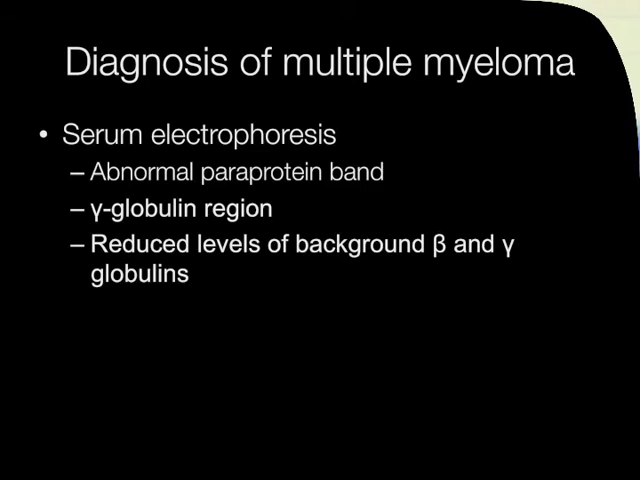 Diagnosis of multiple myeloma
• Serum electrophoresis
– Abnormal paraprotein band
– γ-globulin region
– Reduced levels of background β and γ
globulins